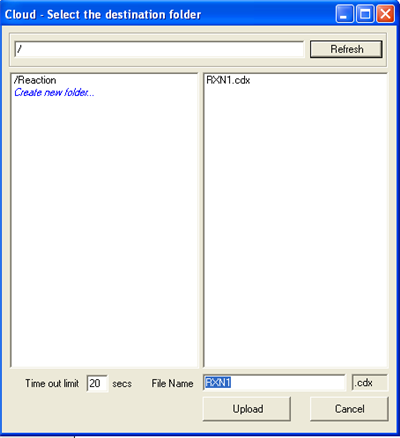 Cloud - Select the destination folder
/
Refresh
/Reaction
Create new folder...
RXN1.cdx
Time out limit 20 secs File Name RXN1 .cdx
Upload Cancel